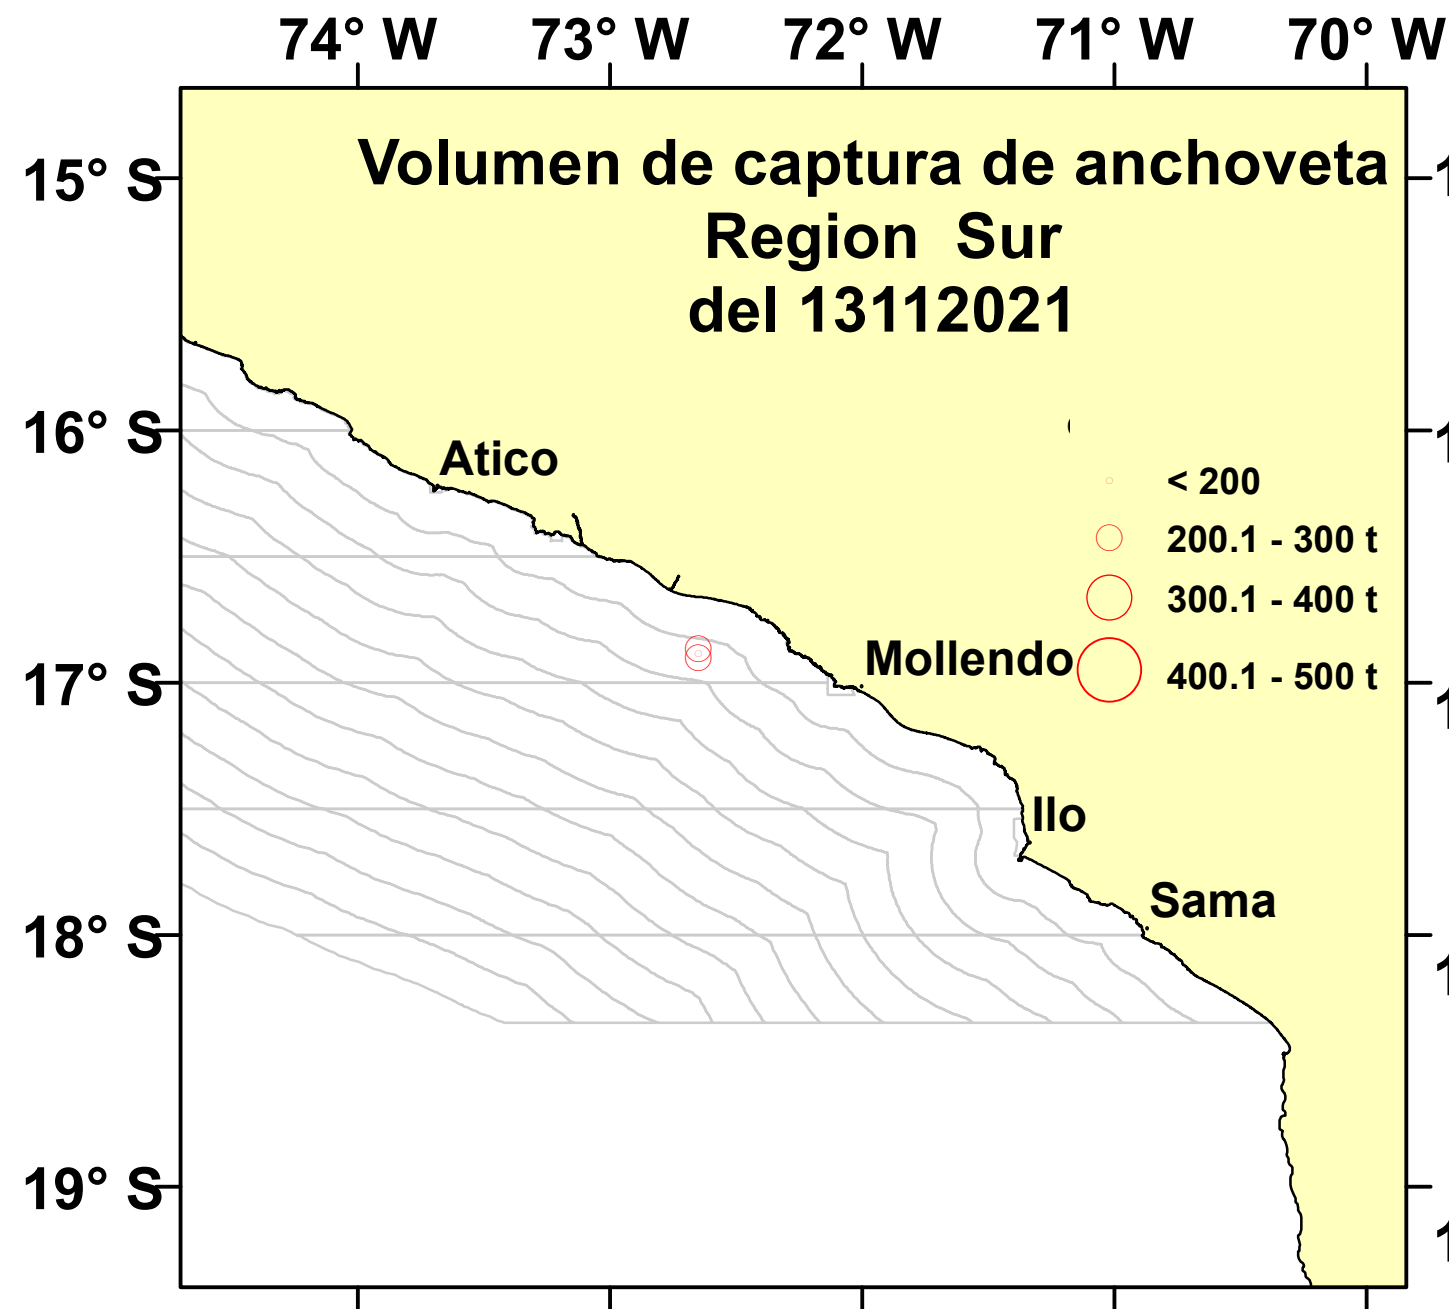 74° W 73° W 72° W 71° W 70° W
Volumen de captura de anchoveta
Region Sur
del 13112021
15° S
16° S
17° S
18° S
19° S
Atico
< 200
200.1 - 300 t
300.1 - 400 t
Mollendo
400.1 - 500 t
Ilo
Sama